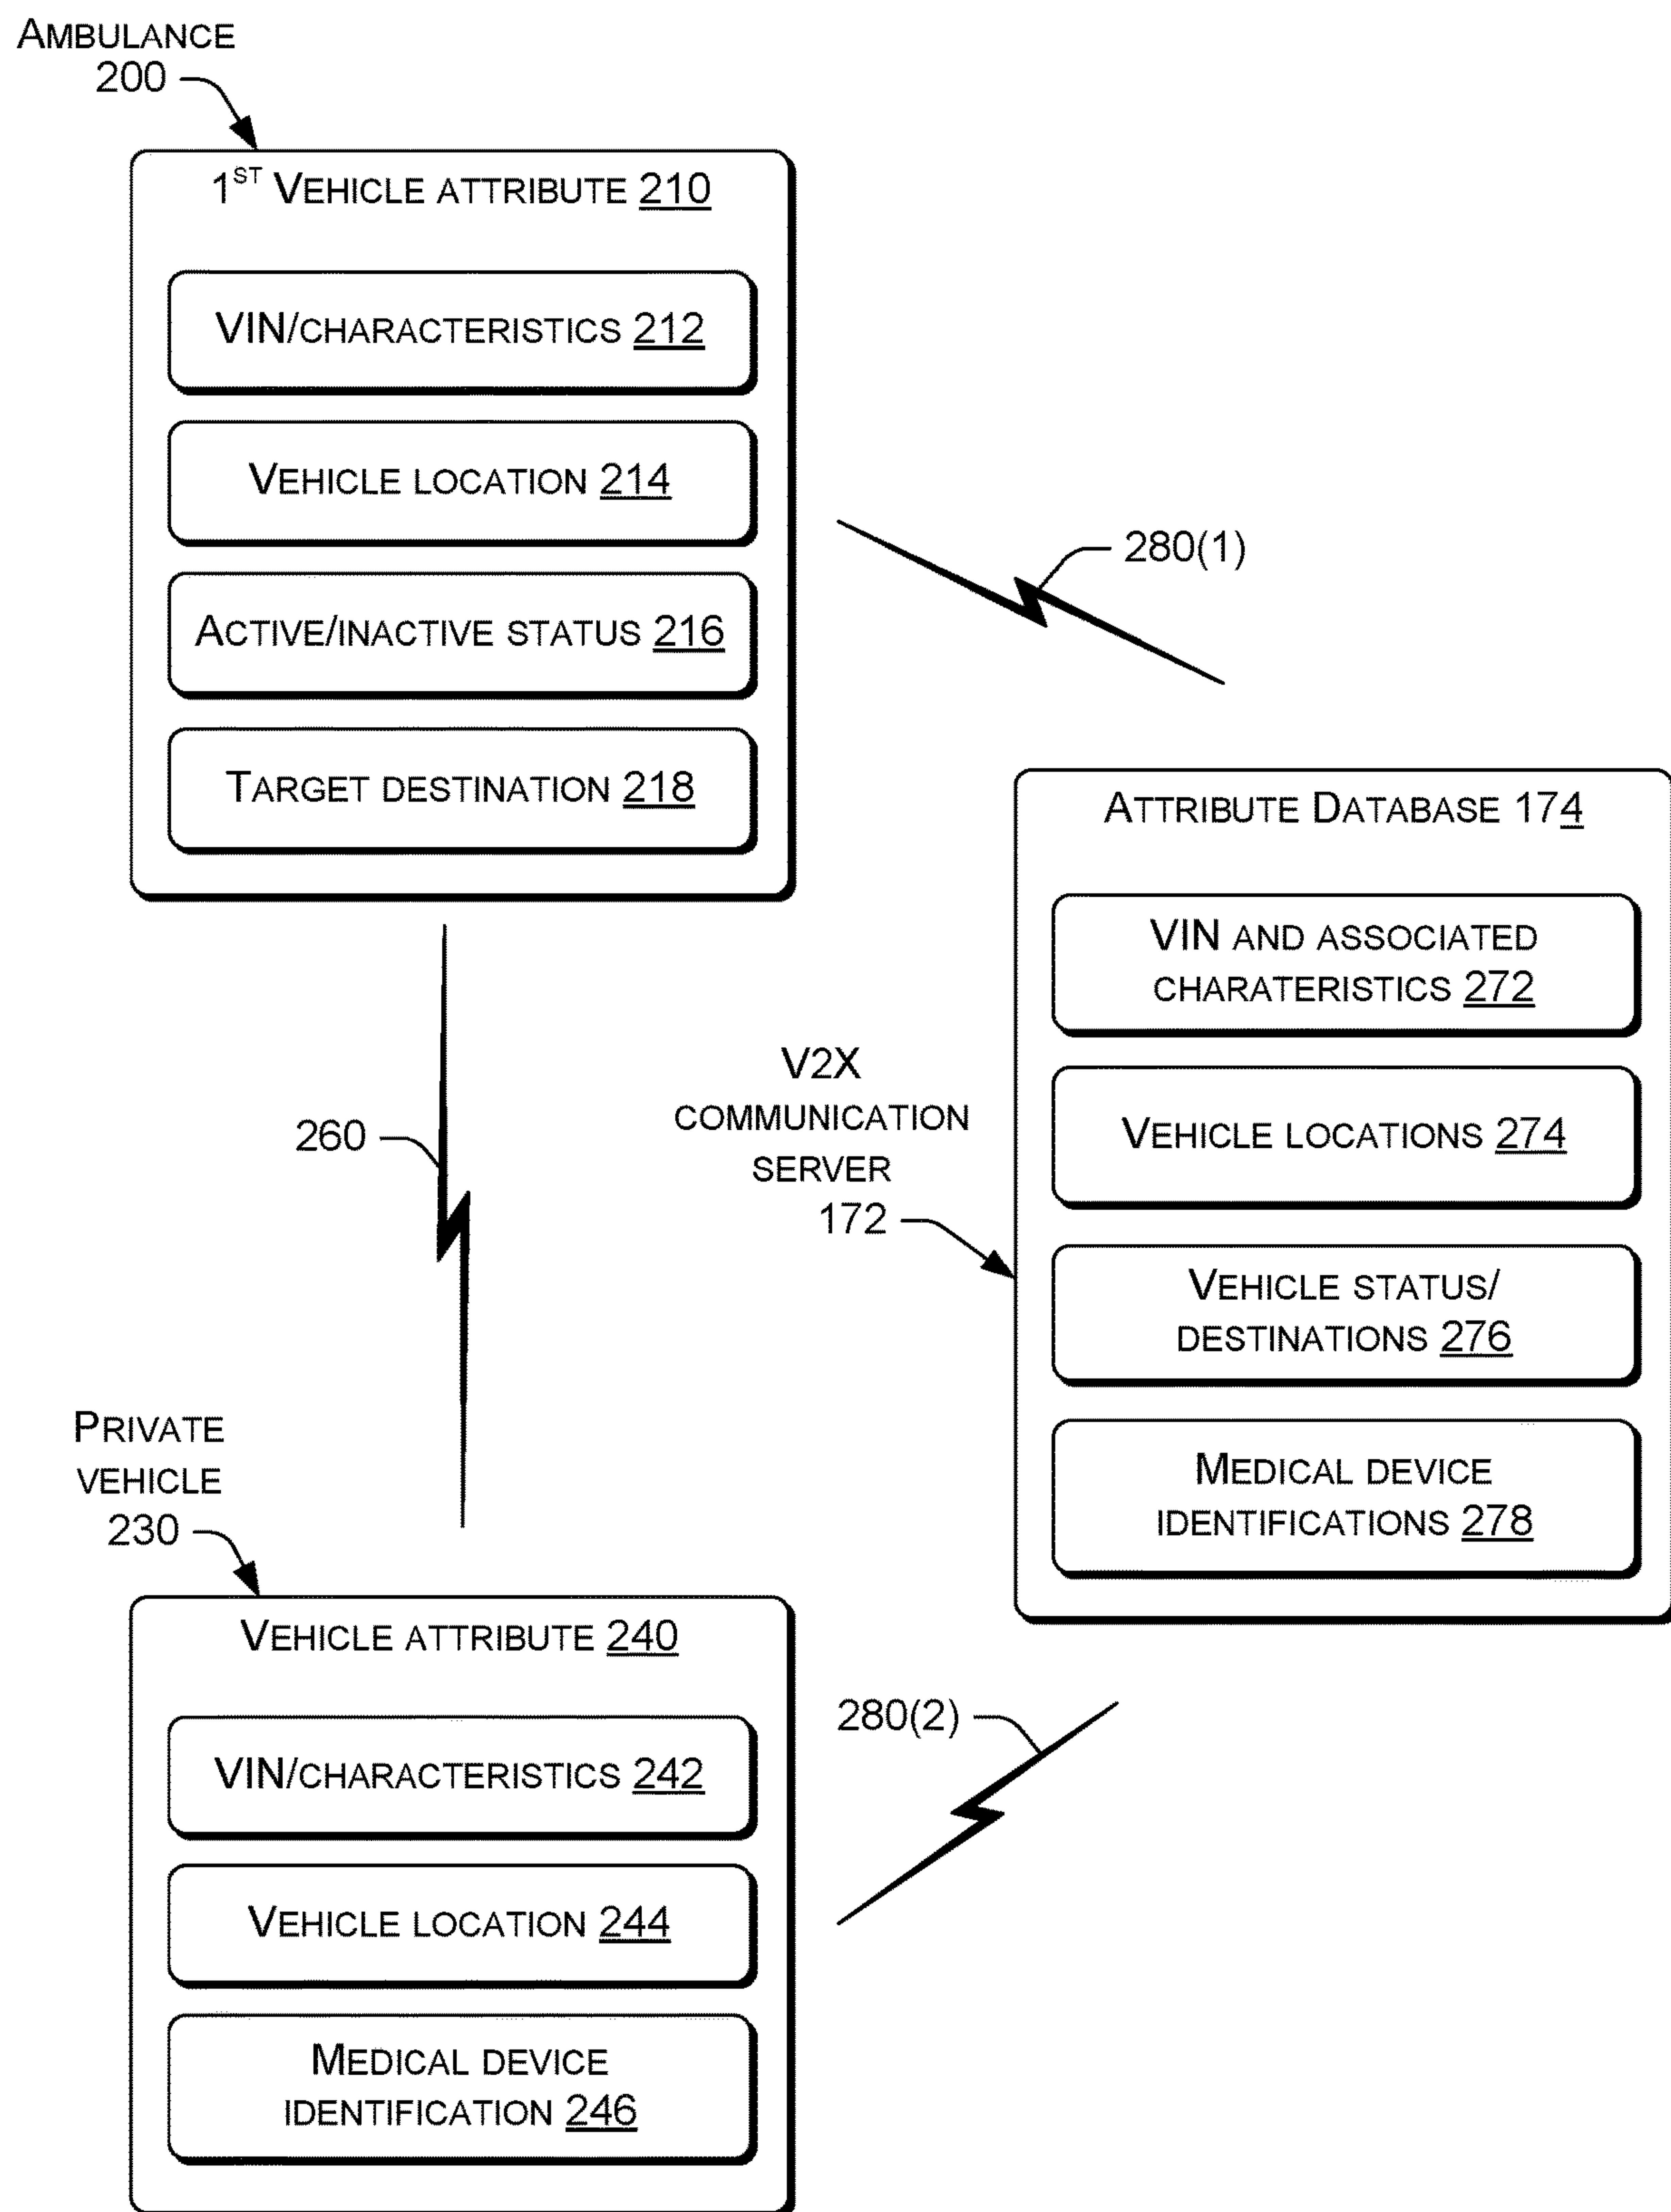 AMBULANCE
200
1ST VEHICLE ATTRIBUTE 210
VIN/CHARACTERISTICS 212
VEHICLE LOCATION 214
ACTIVE/INACTIVE STATUS 216
TARGET DESTINATION 218
280(1)
ATTRIBUTE DATABASE 174
VIN AND ASSOCIATED
CHARATERISTICS 272
VEHICLE LOCATIONS 274
VEHICLE STATUS/
DESTINATIONS 276
MEDICAL DEVICE
IDENTIFICATIONS 278
V2X
COMMUNICATION
SERVER
172
260
PRIVATE
VEHICLE
230
VEHICLE ATTRIBUTE 240
VIN/CHARACTERISTICS 242
VEHICLE LOCATION 244
MEDICAL DEVICE
IDENTIFICATION 246
280(2)